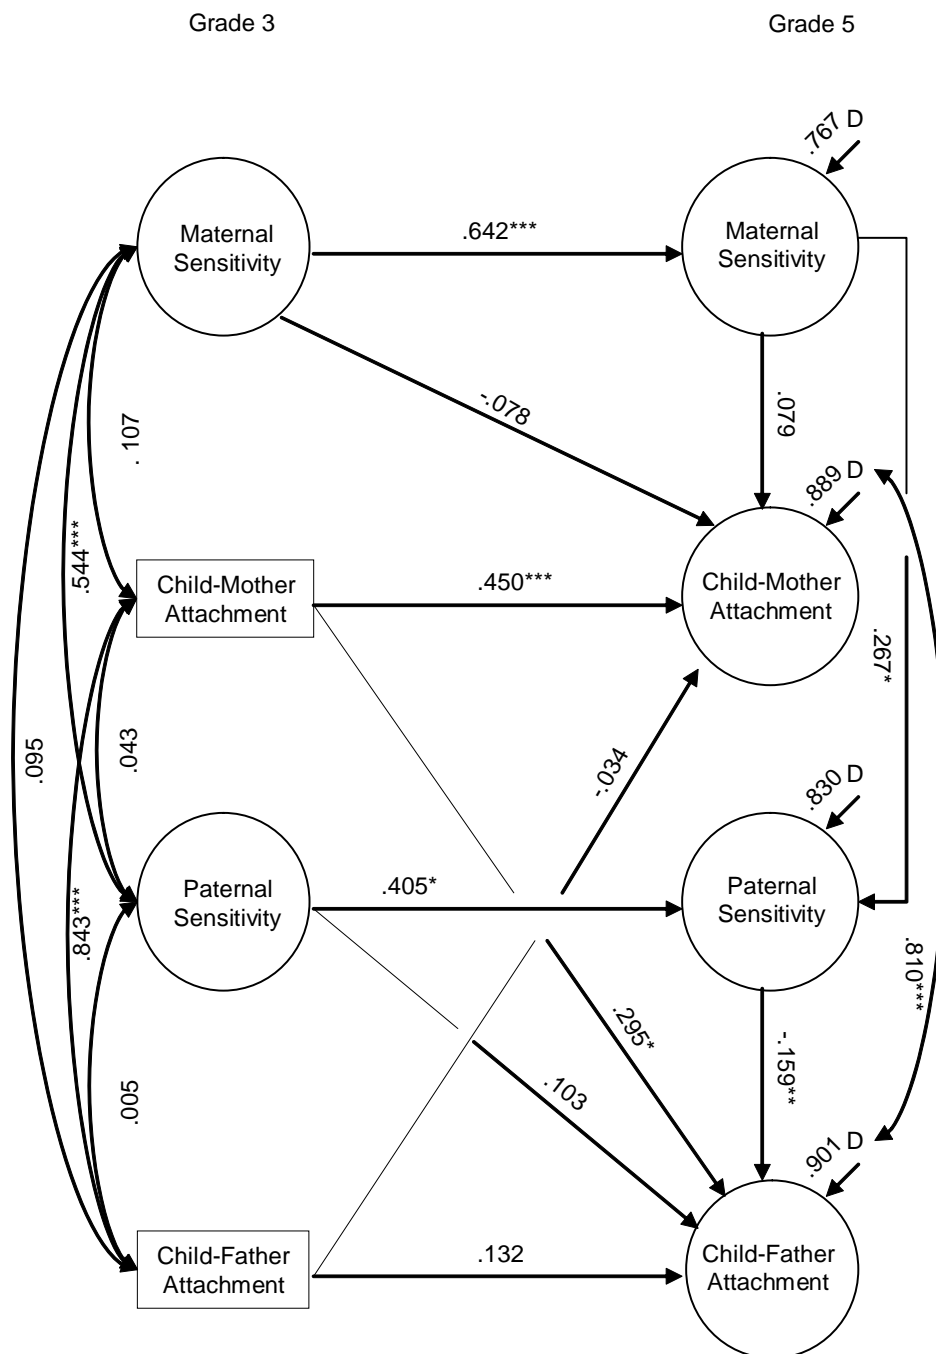 Grade 3
Grade 5
.767 D
Maternal
Sensitivity
.642***
Maternal
Sensitivity
-.078
.079
.107
.889 D
.544***
Child-Mother
Attachment
.450***
Child-Mother
Attachment
.267*
.095
.043
-.034
.830 D
Paternal
Sensitivity
.405*
Paternal
Sensitivity
.843***
.810***
.295*
-.159**
.103
.005
.901 D
Child-Father
Attachment
.132
Child-Father
Attachment